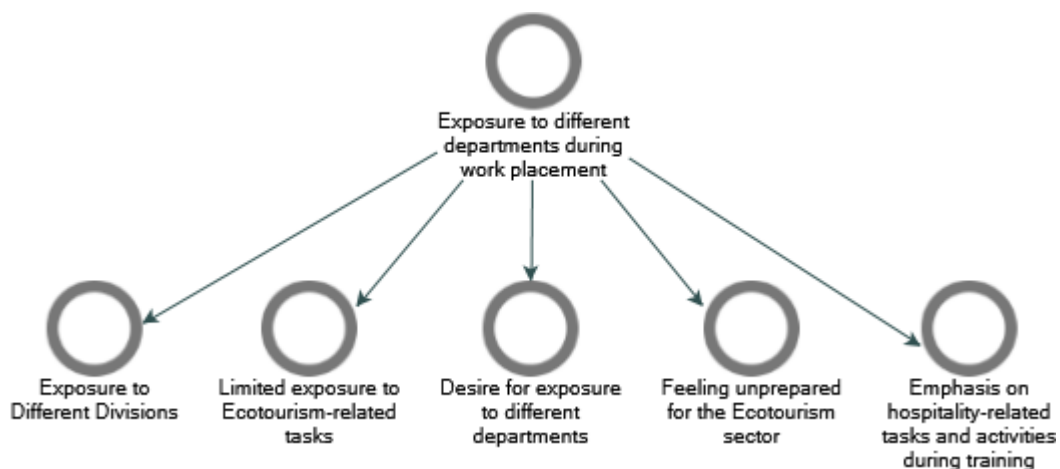 Exposure to different
departments during
work placement
Exposure to
Different Divisions
Limited exposure to
Ecotourism-related
tasks
Desire for exposure
to different
departments
Feeling unprepared
for the Ecotourism
sector
Emphasis on
hospitality-related
tasks and activities
during training